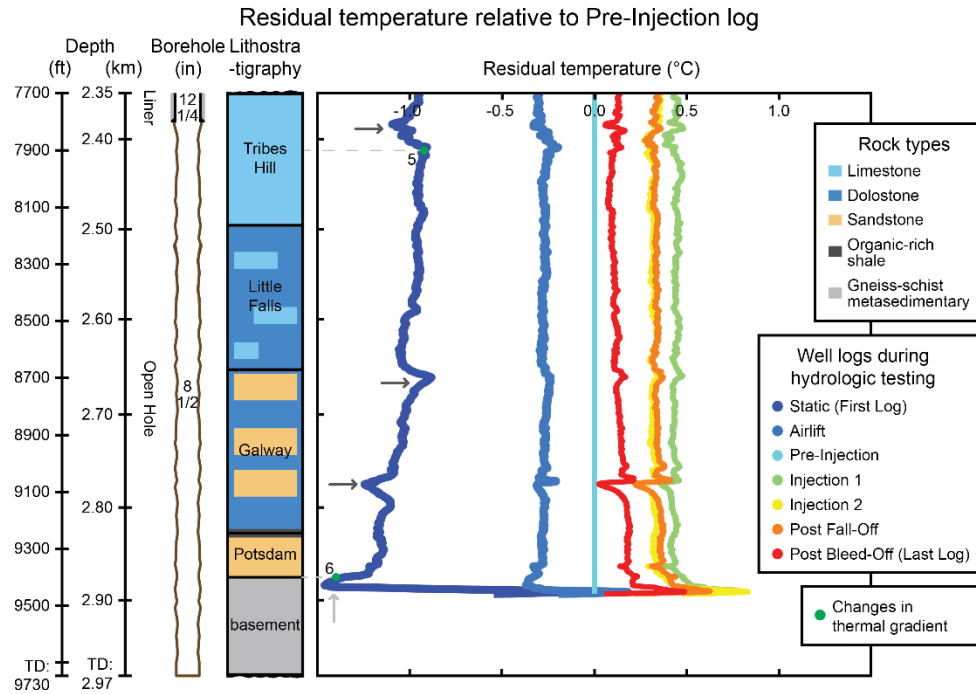 Residual temperature relative to Pre-Injection log
Depth
(ft) (km)
Borehole
(in)
Lithostra
-tigraphy
Residual temperature (°C)
7700
7900
8100
8300
8500
8700
8900
9100
9300
9500
TD:
9730
2.35
2.40
2.50
2.60
2.70
2.80
2.90
TD:
2.97
Liner
Open Hole
12
1/4
8
1/2
Tribes
Hill
Little
Falls
Galway
Potsdam
basement
-1.0
-0.5
0.0
0.5
1.0
5
6
Rock types
Limestone
Dolostone
Sandstone
Organic-rich
shale
Gneiss-schist
metasedimentary
Well logs during
hydrologic testing
Static (First Log)
Airlift
Pre-Injection
Injection 1
Injection 2
Post Fall-Off
Post Bleed-Off (Last Log)
Changes in
thermal gradient